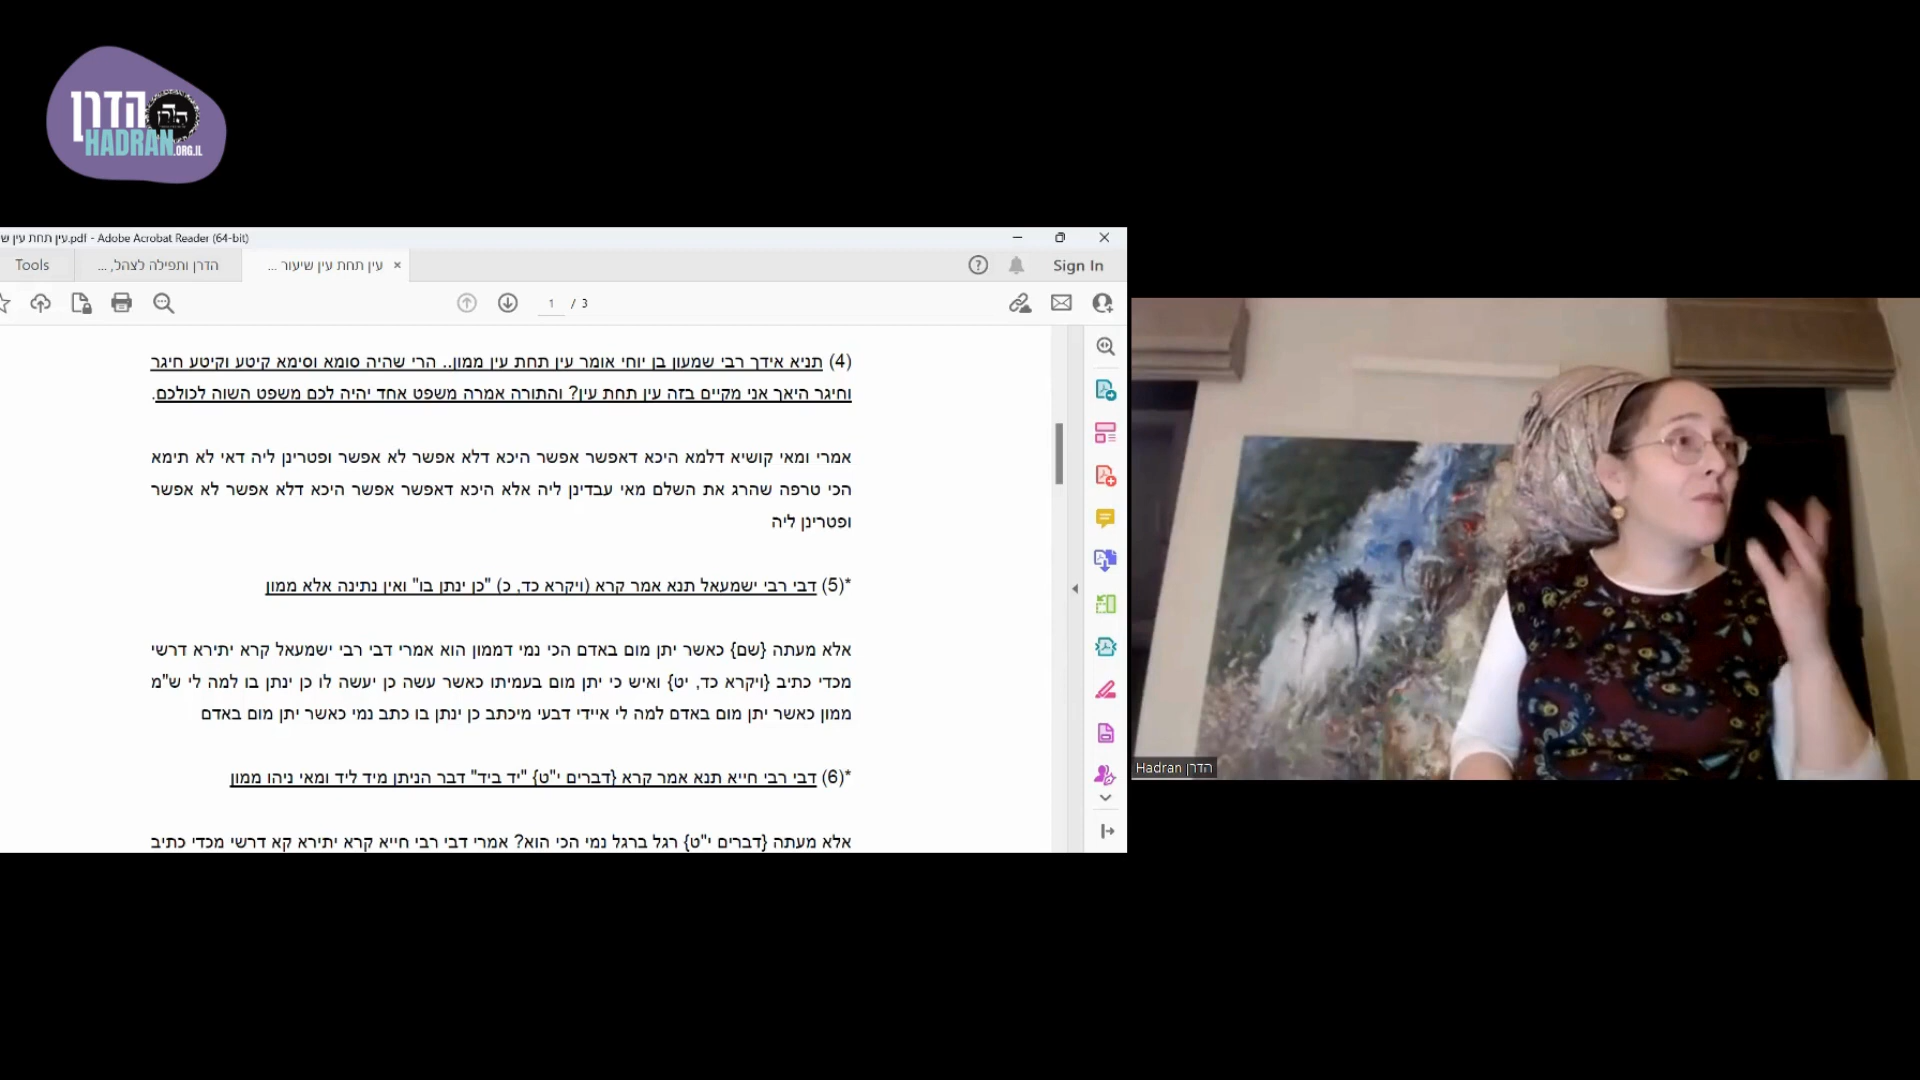 הדרן
HADRAN.ORG.IL
עין תחת עין ש.pdf - Adobe Acrobat Reader (64-bit)
Tools
הדרן ותפילה לצהל, ...
עין תחת עין שיעור ...
Sign In
1 / 3
(4) תניא אידך רבי שמעון בן יוחי אומר עין תחת עין ממון.. הרי שהיה סומא וסימא קיטע וקיטע חיגר
וחיגר היאך אני מקיים בזה עין תחת עין? והתורה אמרה משפט אחד יהיה לכם משפט השוה לכולכם.
אמרי ומאי קושיא דלמא היכא דאפשר אפשר היכא דלא אפשר לא אפשר ופטרינן ליה דאי לא תימא
הכי טרפה שהרג את השלם מאי עבדינן ליה אלא היכא דאפשר אפשר היכא דלא אפשר לא אפשר
ופטרינן ליה
*(5) דבי רבי ישמעאל תנא אמר קרא (ויקרא כד, כ) "כן ינתן בו" ואין נתינה אלא ממון
אלא מעתה {שם} כאשר יתן מום באדם הכי נמי דממון הוא אמרי דבי רבי ישמעאל קרא יתירא דרשי
מכדי כתיב {ויקרא כד, יט} ואיש כי יתן מום בעמיתו כאשר עשה כן יעשה לו כן ינתן בו למה לי ש"מ
ממון כאשר יתן מום באדם למה לי איידי דבעי מיכתב כן ינתן בו כתב נמי כאשר יתן מום באדם
*(6) דבי רבי חייא תנא אמר קרא {דברים י"ט} "יד ביד" דבר הניתן מיד ליד ומאי ניהו ממון
אלא מעתה {דברים י"ט} רגל ברגל נמי הכי הוא? אמרי דבי רבי חייא קרא יתירא קא דרשי מכדי כתיב
Hadran הדרן